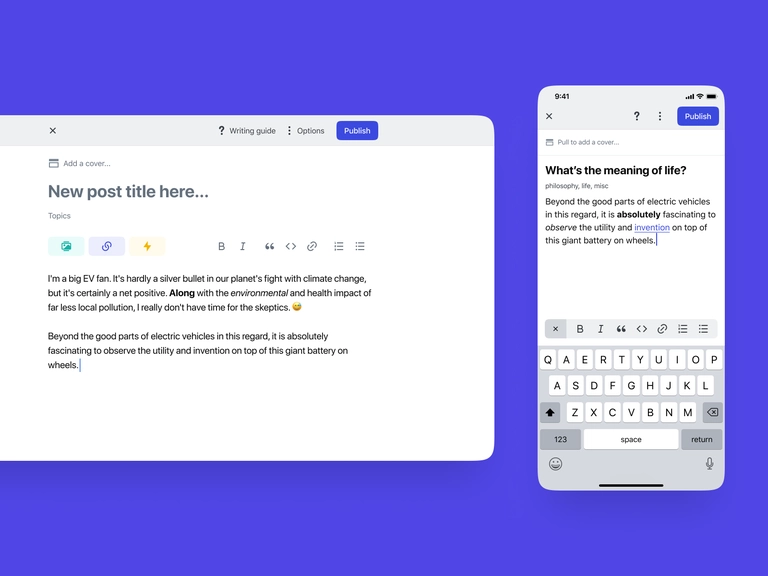 Writing guide
Options
Publish
Add a cover...
New post title here...
Topics
B I
I'm a big EV fan. It's hardly a silver bullet in our planet's fight with climate change,
but it's certainly a net positive. Along with the environmental and health impact of
far less local pollution, I really don't have time for the skeptics. 😅
Beyond the good parts of electric vehicles in this regard, it is absolutely
fascinating to observe the utility and invention on top of this giant battery on
wheels.
9:41
? Publish
Pull to add a cover...
What's the meaning of life?
philosophy, life, misc
Beyond the good parts of electric vehicles
in this regard, it is absolutely fascinating to
observe the utility and invention on top of
this giant battery on wheels.
B I
Q A E R T Y U I O P
A S D F G H J K L
Z X C V B N M
123 space return